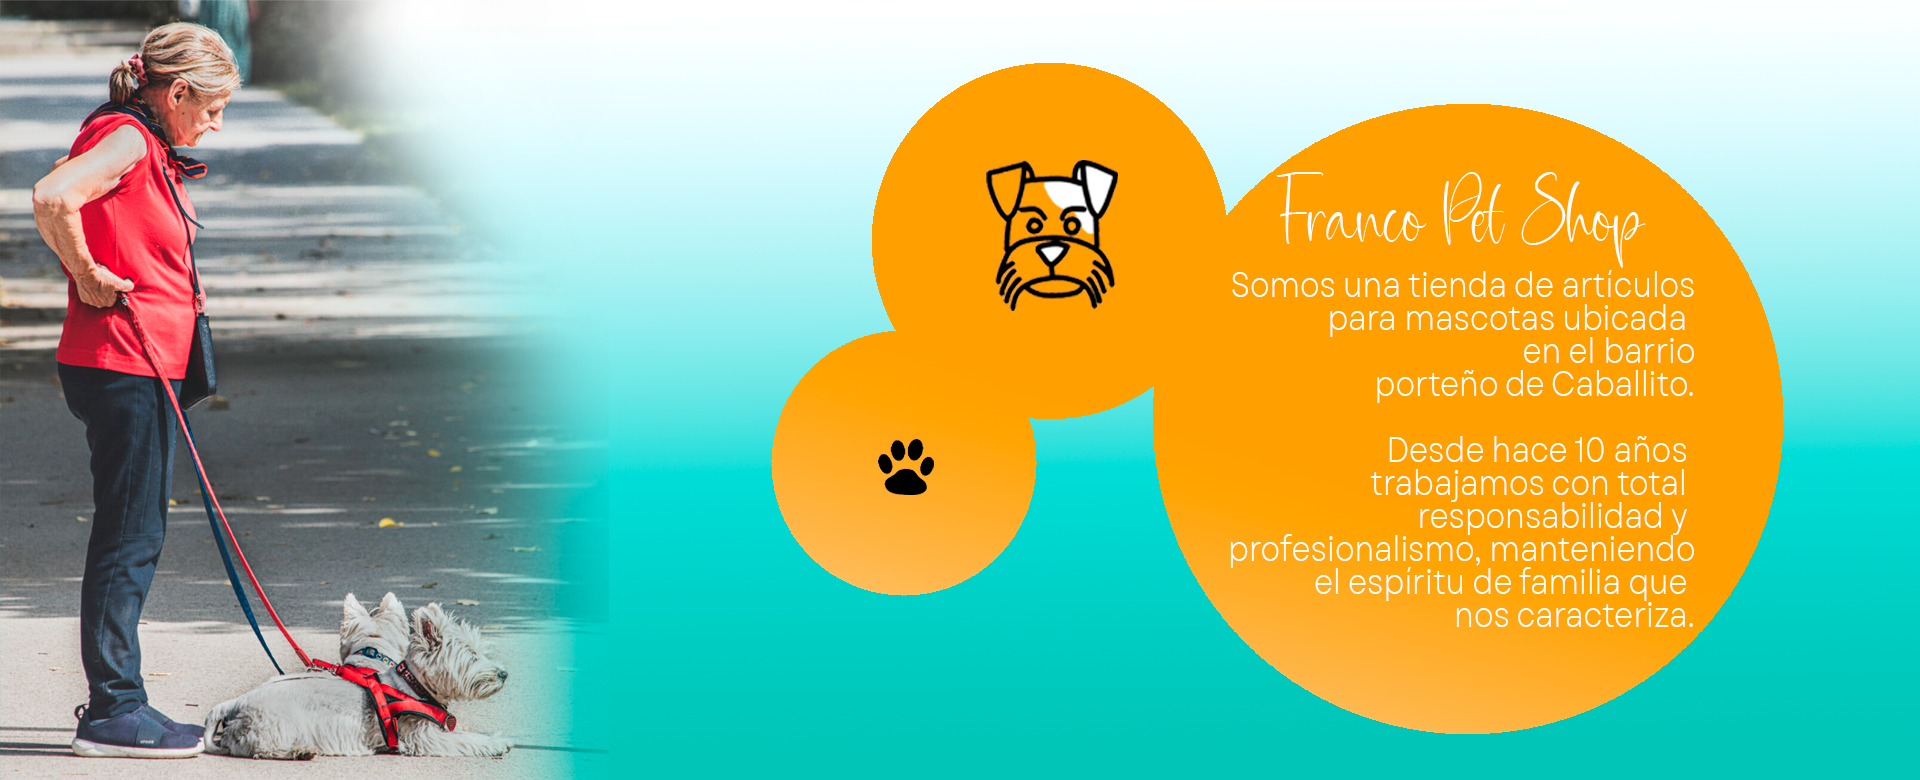 Franco Pet Shop
Somos una tienda de artículos
para mascotas ubicada
en el barrio
porteño de Caballito.
Desde hace 10 años
trabajamos con total
responsabilidad y
profesionalismo, manteniendo
el espíritu de familia que
nos caracteriza.